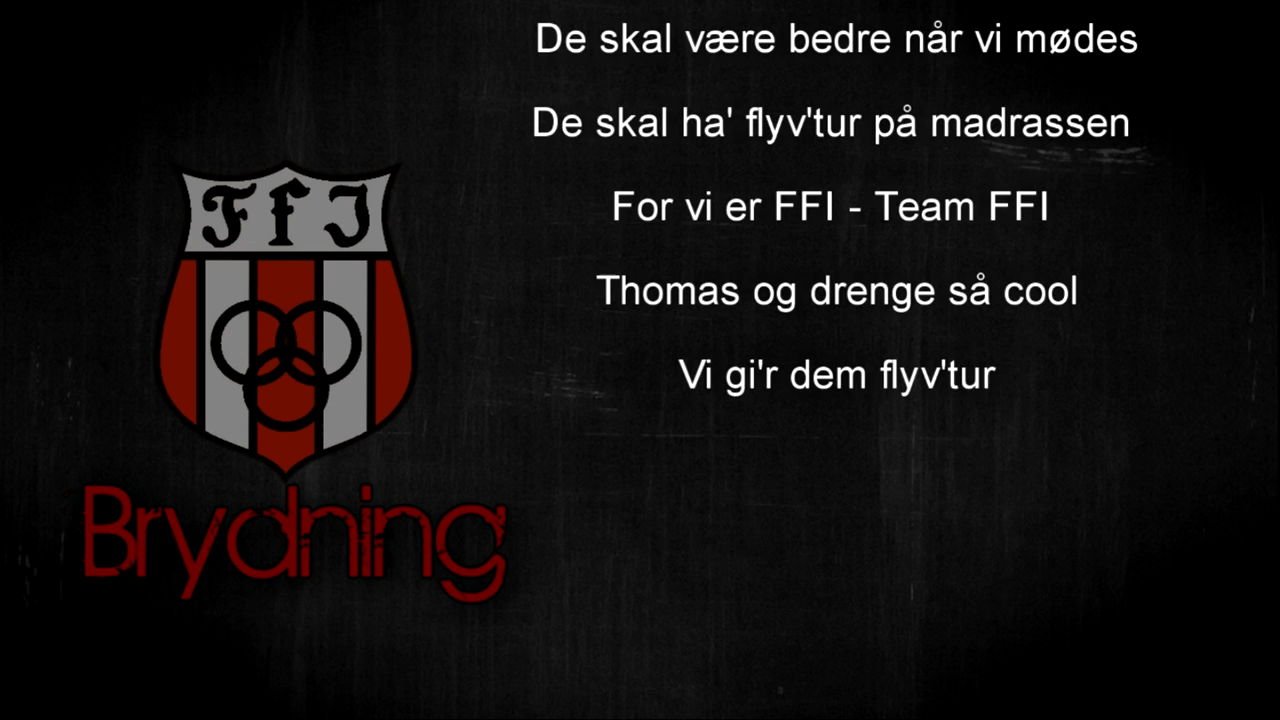 De skal være bedre når vi mødes
De skal ha' flyv'tur på madrassen
For vi er FFI - Team FFI
Thomas og drenge så cool
Vi gi'r dem flyv'tur
FfI
Brydning